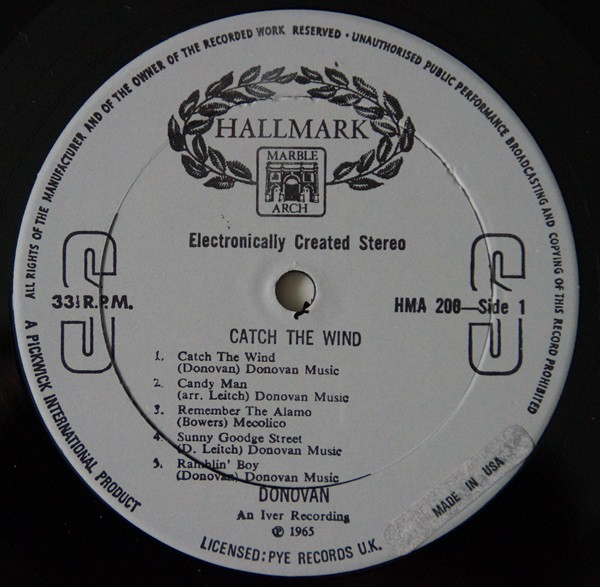 ALL RIGHTS OF THE MANUFACTURER AND OF THE OWNER OF THE RECORDED WORK RESERVED · UNAUTHORISED PUBLIC PERFORMANCE BROADCASTING AND COPYING OF THIS RECORD PROHIBITED
HALLMARK
MARBLE
ARCH
Electronically Created Stereo
33⅓ R.P.M.
HMA 200—Side 1
CATCH THE WIND
1. Catch The Wind
(Donovan) Donovan Music
2. Candy Man
(arr. Leitch) Donovan Music
3. Remember The Alamo
(Bowers) Mecolico
4. Sunny Goodge Street
(D. Leitch) Donovan Music
5. Ramblin' Boy
(Donovan) Donovan Music
DONOVAN
An Iver Recording
℗ 1965
A PICKWICK INTERNATIONAL PRODUCT
LICENSED: PYE RECORDS U.K.
MADE IN USA